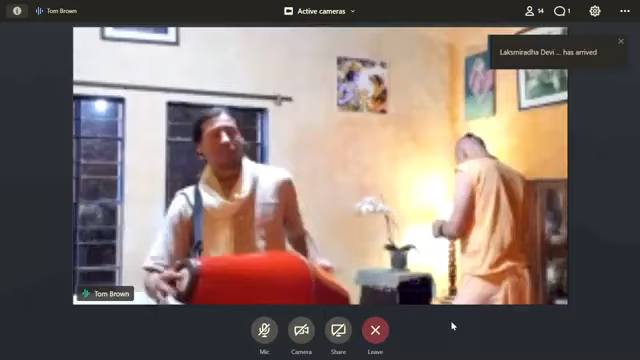 Tom Brown
Active cameras
14
1
Laksmiradha Devi ... has arrived
Tom Brown
Mic
Camera
Share
Leave